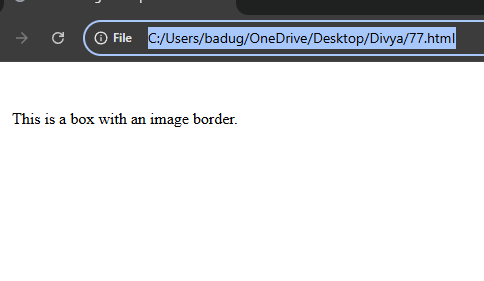 File C:/Users/badug/OneDrive/Desktop/Divya/77.html
This is a box with an image border.